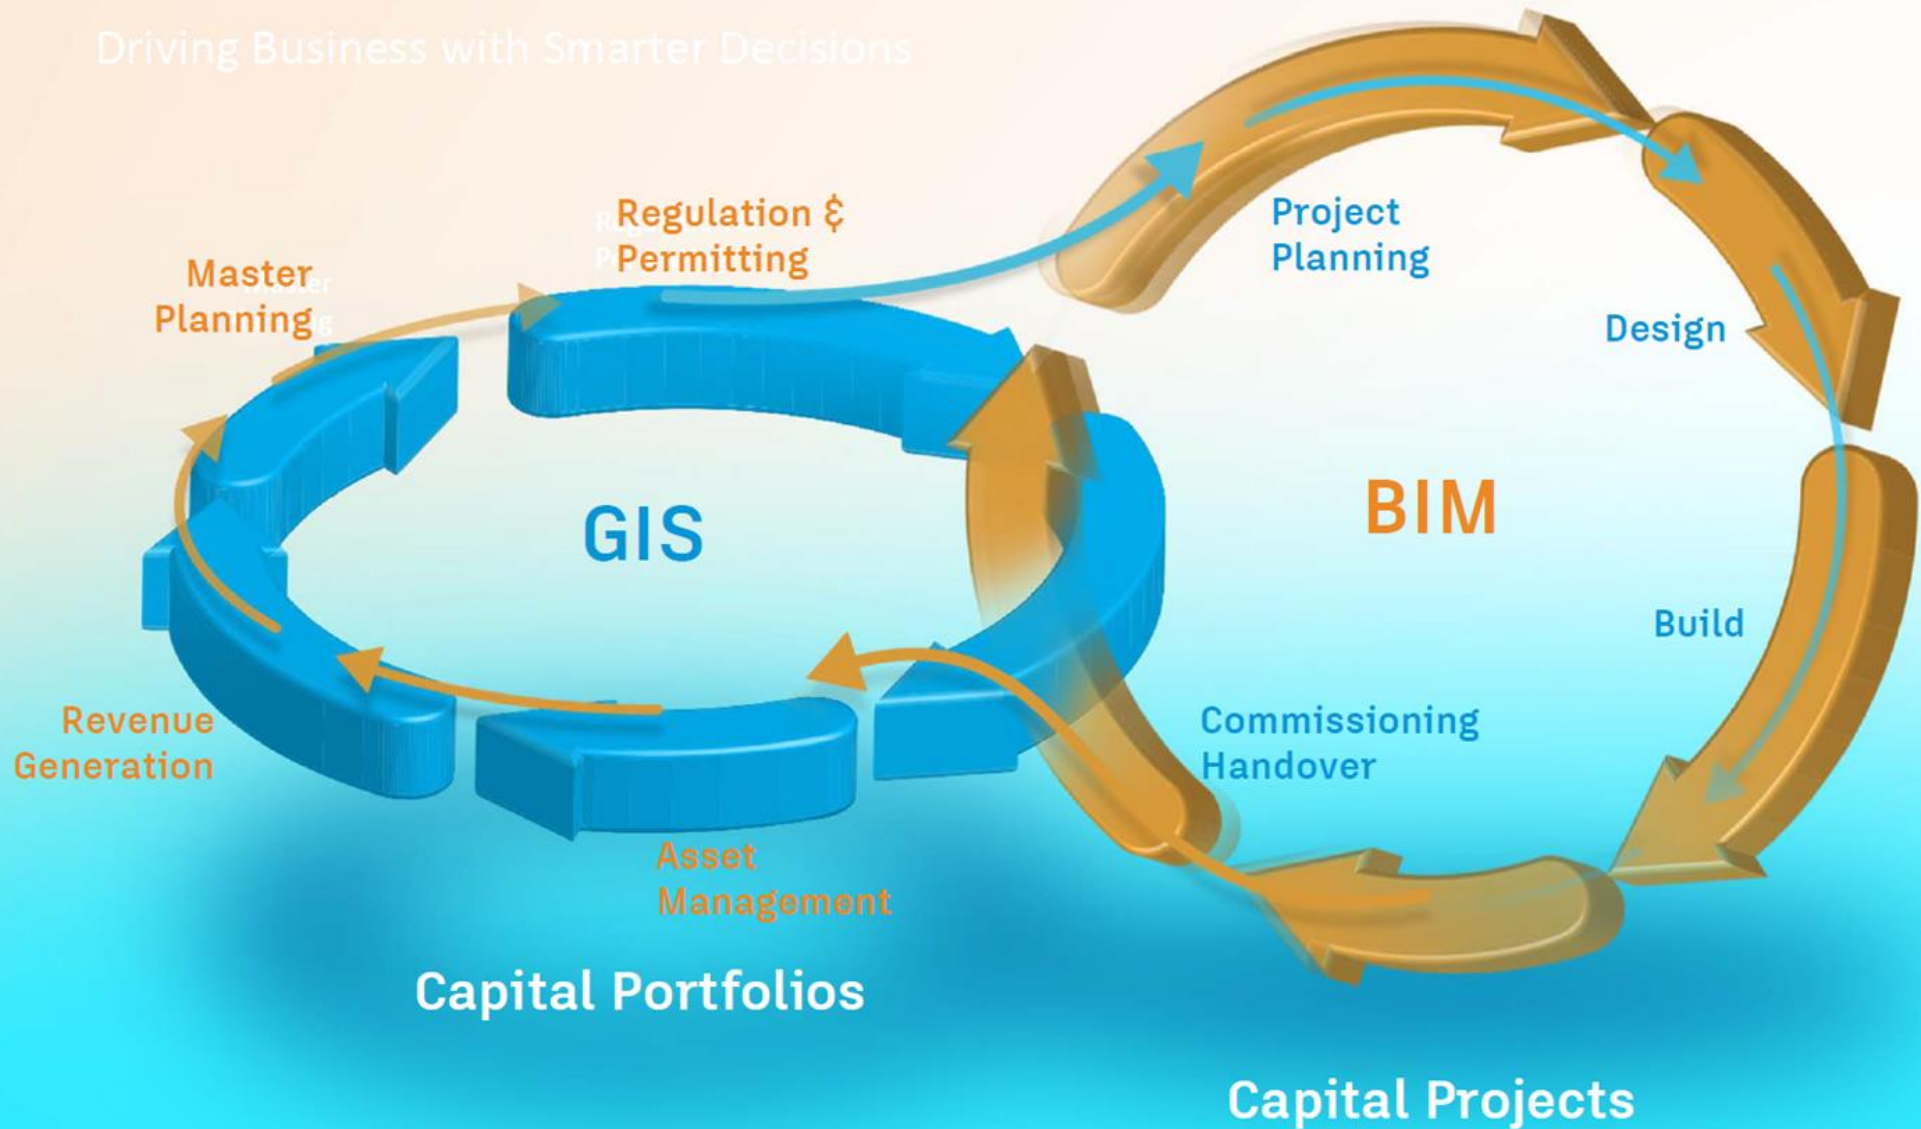 Driving Business with Smarter Decisions
Regulation &
Permitting
Master
Planning
Project
Planning
Design
GIS
BIM
Build
Revenue
Generation
Commissioning
Handover
Asset
Management
Capital Portfolios
Capital Projects